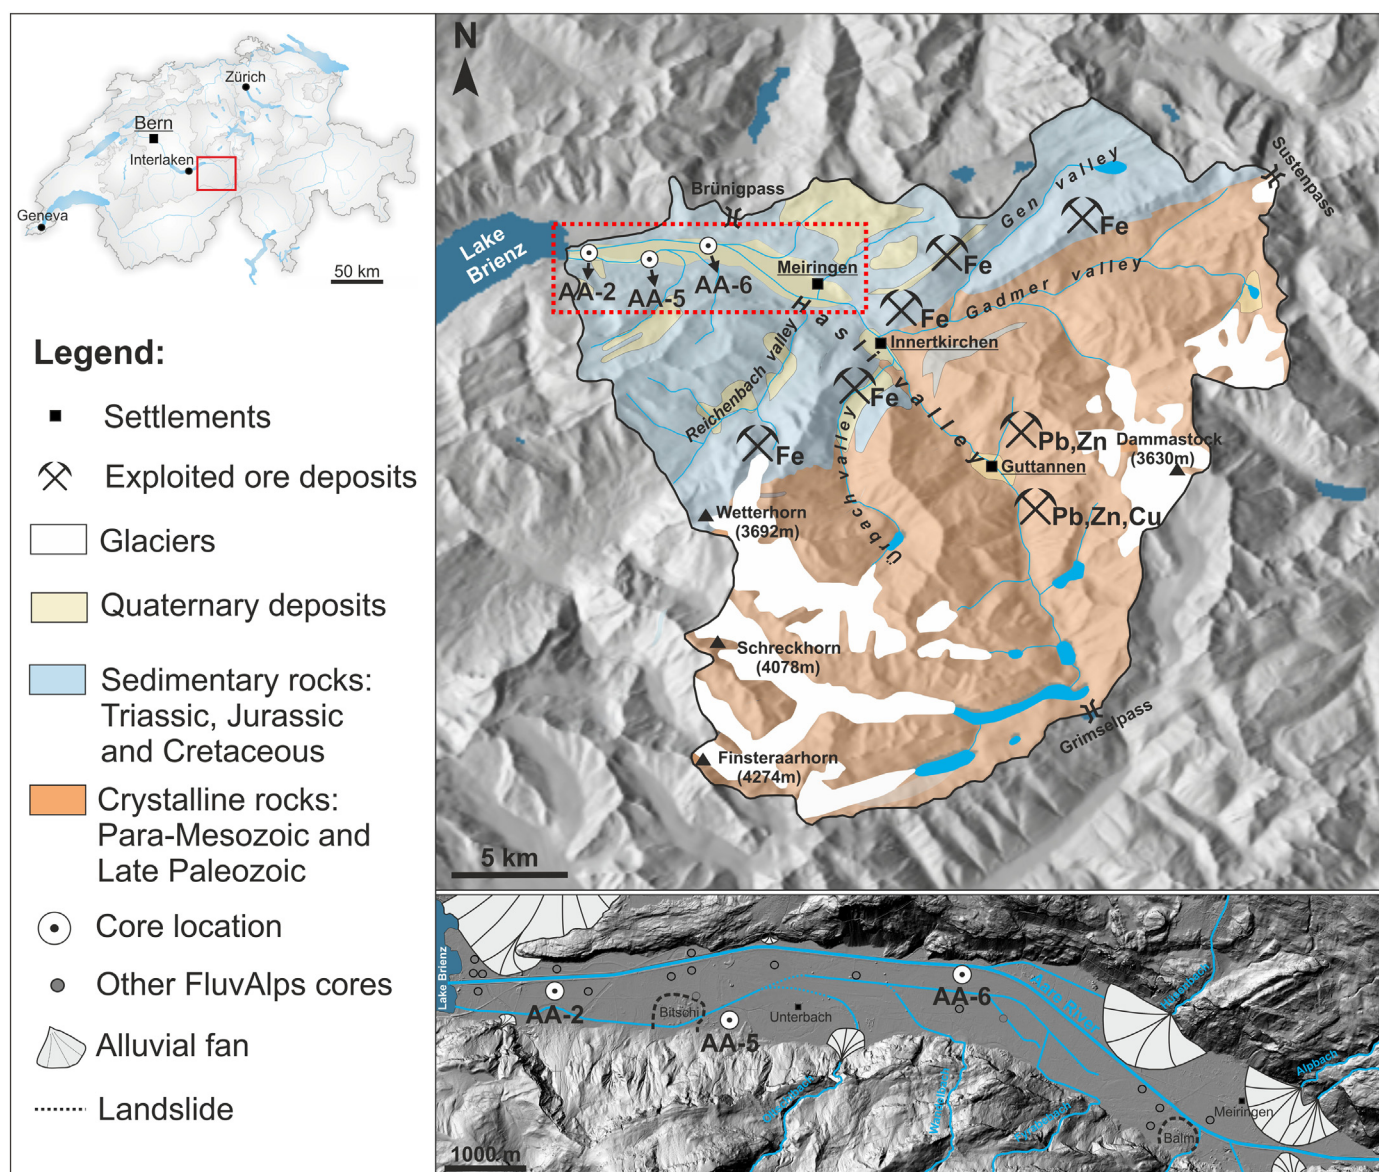 Zürich
Bern
Interlaken
Geneva
50 km
Legend:
Settlements
Exploited ore deposits
Glaciers
Quaternary deposits
Sedimentary rocks:
Triassic, Jurassic
and Cretaceous
Crystalline rocks:
Para-Mesozoic and
Late Paleozoic
Core location
Other FluvAlps cores
Alluvial fan
Landslide
N
Brünigpass
Sustenpass
Gen valley
Fe
Lake
Brienz
AA-2
AA-5
AA-6
Meiringen
Fe
Gadmer valley
Fe
Hasli valley
Innertkirchen
Reichenbach valley
Fe
Fe
Pb,Zn
Dammastock
(3630m)
Guttannen
Wetterhorn
(3692m)
Pb,Zn,Cu
Ürbach valley
Schreckhorn
(4078m)
Grimselpass
Finsteraarhorn
(4274m)
5 km
Lake Brienz
AA-2
Bitschi
AA-5
Unterbach
AA-6
Aare River
Alpbach
Meiringen
Balm
1000 m